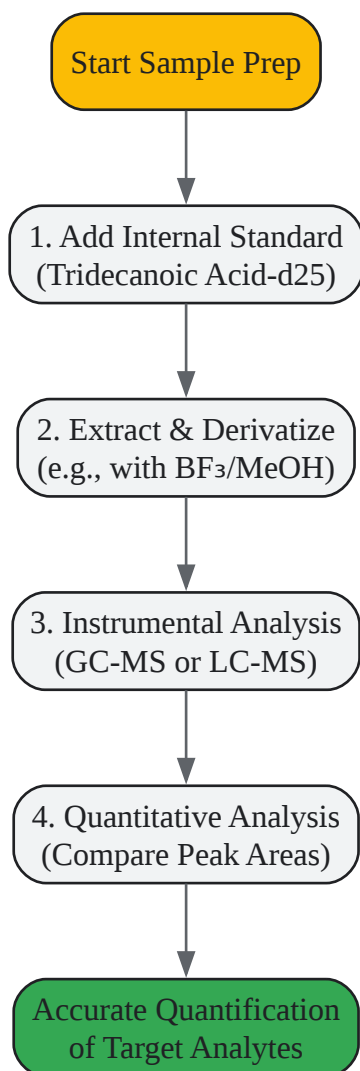 Start Sample Prep
1. Add Internal Standard
(Tridecanoic Acid-d25)
2. Extract & Derivatize
(e.g., with BF₃/MeOH)
3. Instrumental Analysis
(GC-MS or LC-MS)
4. Quantitative Analysis
(Compare Peak Areas)
Accurate Quantification
of Target Analytes